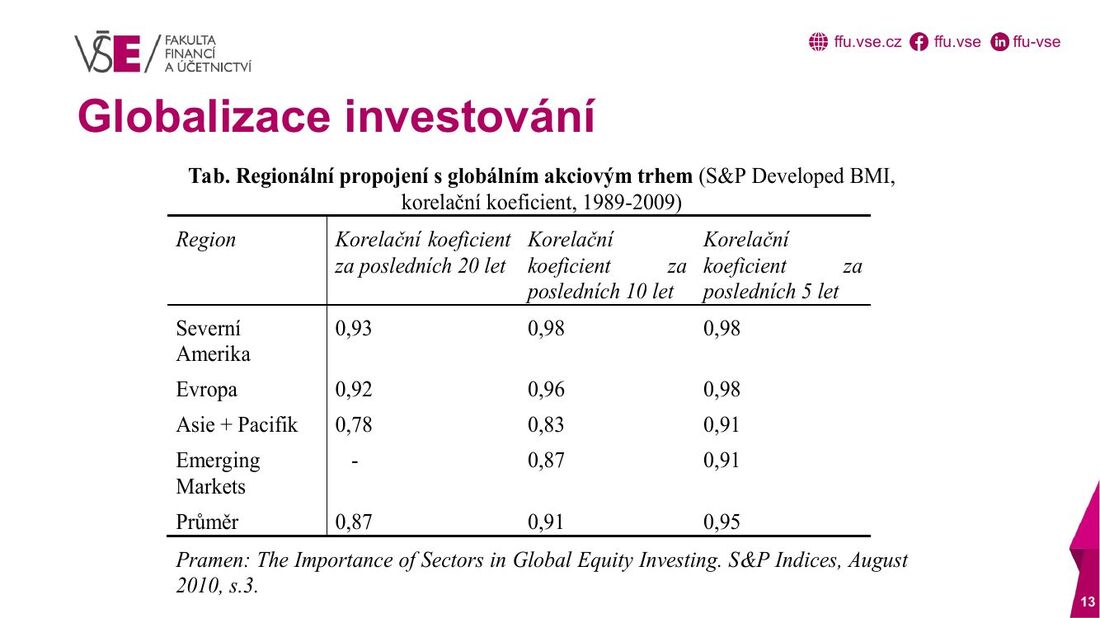 VŠE/ FAKULTA
FINANCÍ
A ÚČETNICTVÍ
ffu.vse.cz ffu.vse ffu-vse
Globalizace investování
Tab. Regionální propojení s globálním akciovým trhem (S&P Developed BMI,
korelační koeficient, 1989-2009)
Region Korelační koeficient Korelační Korelační
za posledních 20 let koeficient za koeficient za
posledních 10 let posledních 5 let
Severní 0,93 0,98 0,98
Amerika
Evropa 0,92 0,96 0,98
Asie + Pacifik 0,78 0,83 0,91
Emerging - 0,87 0,91
Markets
Průměr 0,87 0,91 0,95
Pramen: The Importance of Sectors in Global Equity Investing. S&P Indices, August
2010, s.3.
13